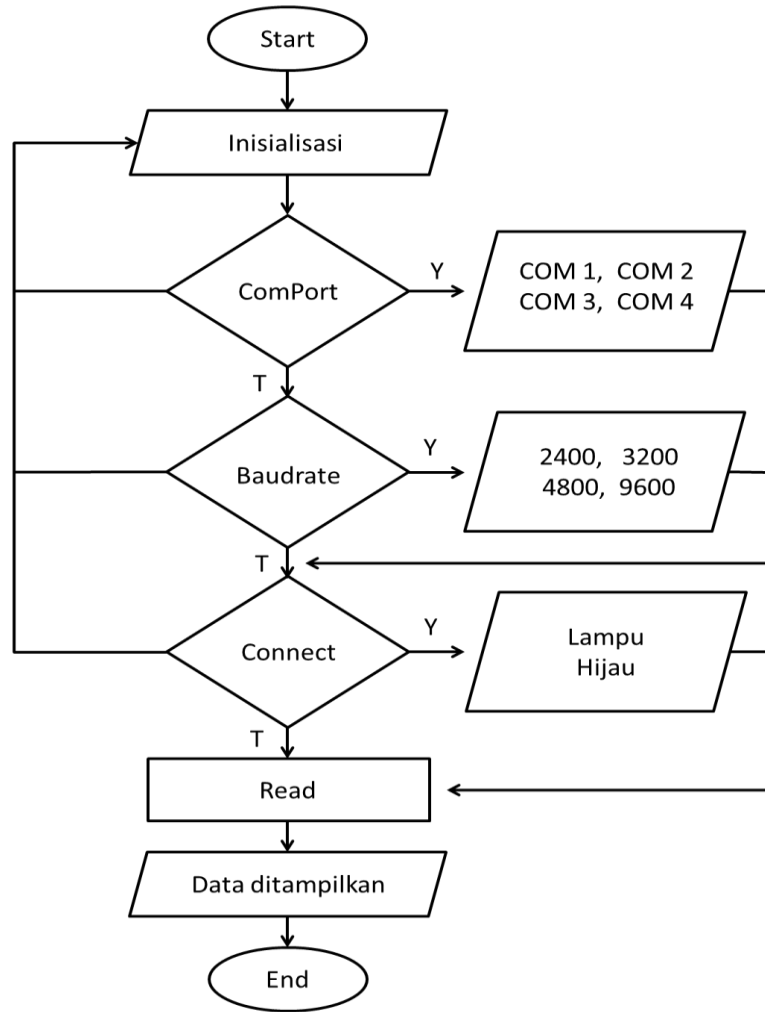 Start
Inisialisasi
ComPort
Y
COM 1, COM 2
COM 3, COM 4
T
Baudrate
Y
2400, 3200
4800, 9600
T
Connect
Y
Lampu
Hijau
T
Read
Data ditampilkan
End